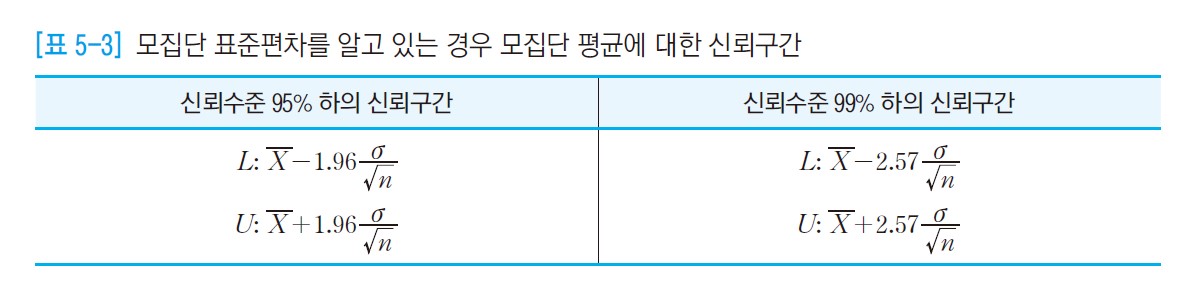 [표 5-3] 모집단 표준편차를 알고 있는 경우 모집단 평균에 대한 신뢰구간
신뢰수준 95% 하의 신뢰구간
신뢰수준 99% 하의 신뢰구간
L: X̅−1.96 σ/√n
L: X̅−2.57 σ/√n
U: X̅+1.96 σ/√n
U: X̅+2.57 σ/√n